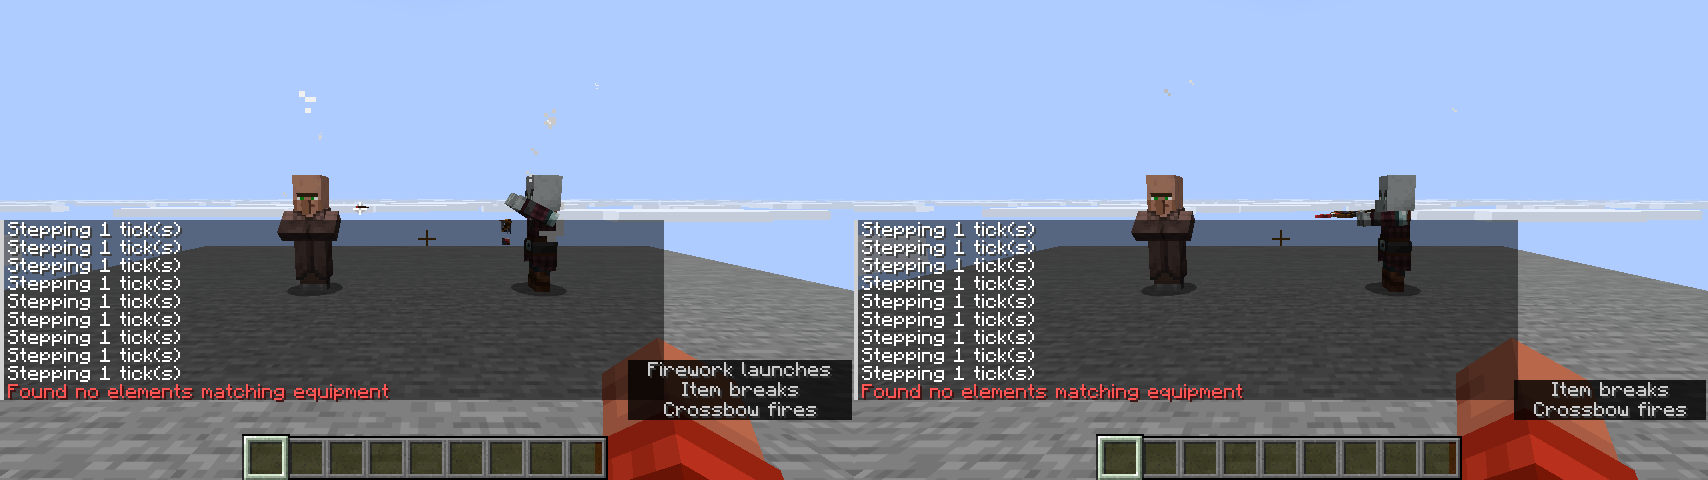 Stepping 1 tick(s)
Stepping 1 tick(s)
Stepping 1 tick(s)
Stepping 1 tick(s)
Stepping 1 tick(s)
Stepping 1 tick(s)
Stepping 1 tick(s)
Stepping 1 tick(s)
Stepping 1 tick(s)
Found no elements matching equipment
Firework launches
Item breaks
Crossbow fires
Stepping 1 tick(s)
Stepping 1 tick(s)
Stepping 1 tick(s)
Stepping 1 tick(s)
Stepping 1 tick(s)
Stepping 1 tick(s)
Stepping 1 tick(s)
Stepping 1 tick(s)
Stepping 1 tick(s)
Found no elements matching equipment
Item breaks
Crossbow fires